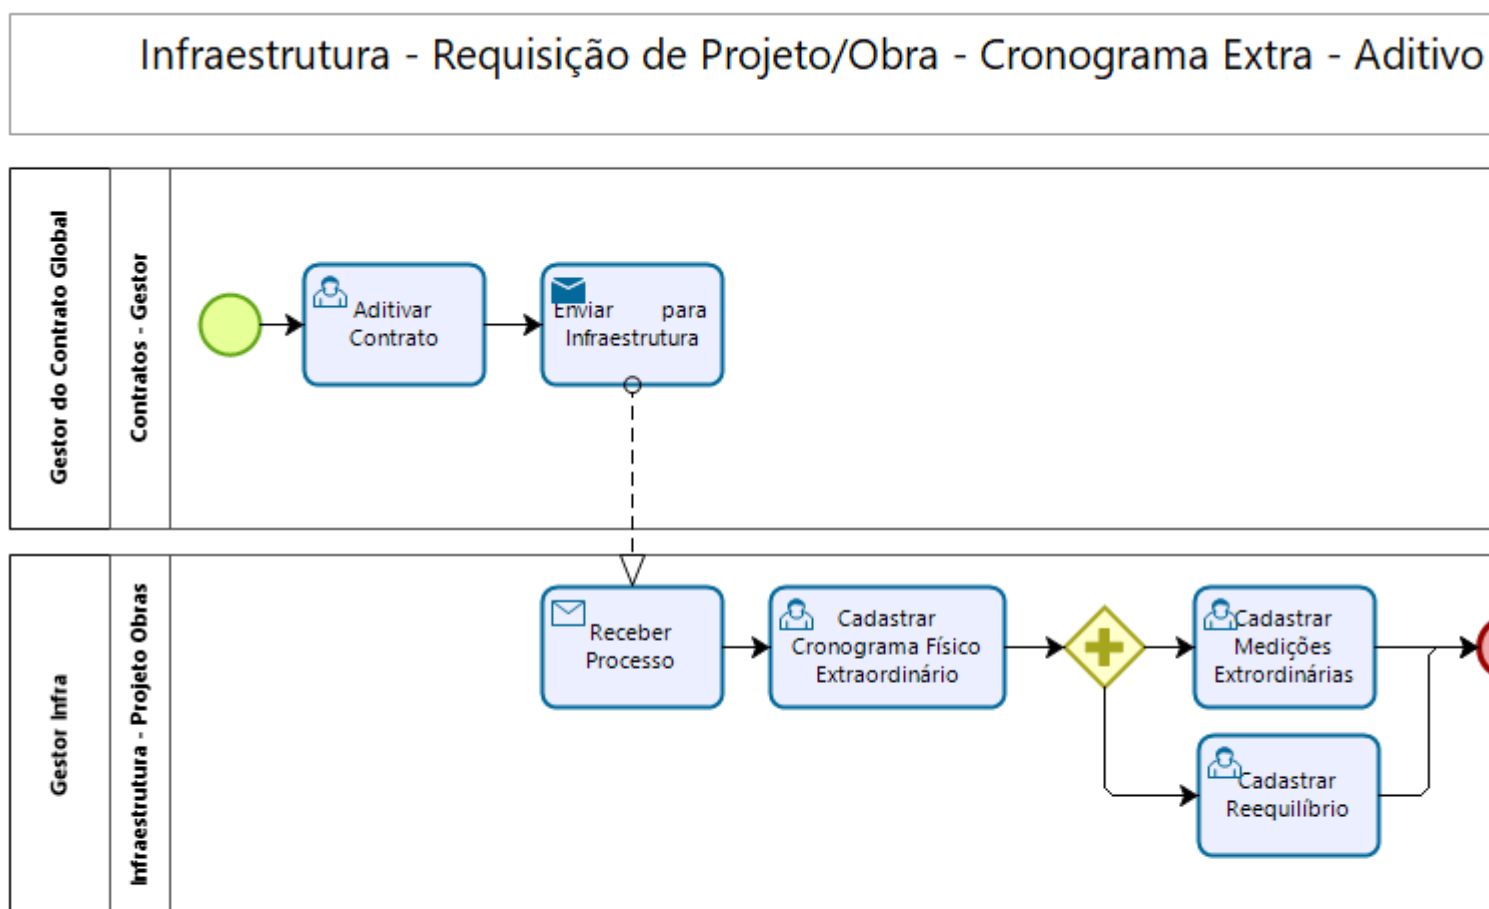 Infraestrutura - Requisição de Projeto/Obra - Cronograma Extra - Aditivo
Gestor do Contrato Global
Contratos - Gestor
Aditivar
Contrato
Enviar para
Infraestrutura
Gestor Infra
Infraestrutura - Projeto Obras
Receber
Processo
Cadastrar
Cronograma Físico
Extraordinário
Cadastrar
Medições
Extrordinárias
Cadastrar
Reequilíbrio